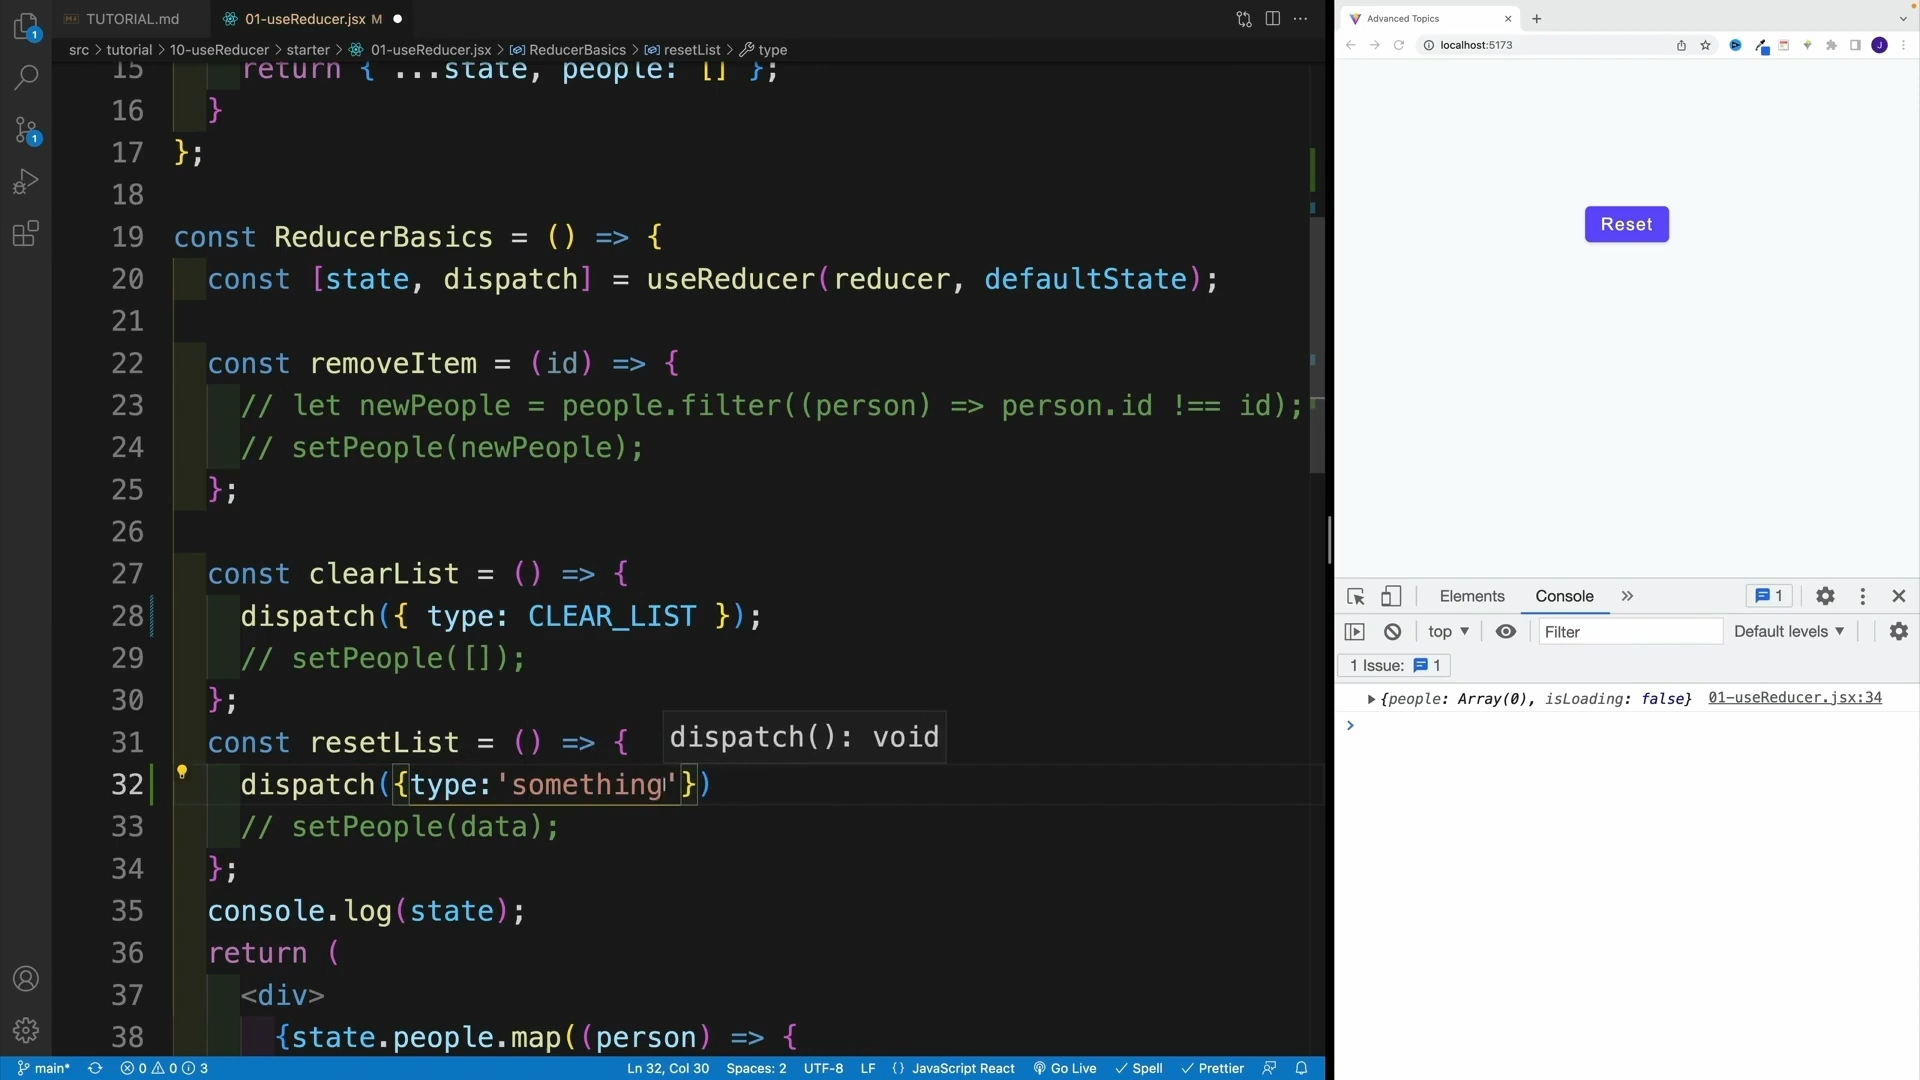 TUTORIAL.md
01-useReducer.jsx M
src > tutorial > 10-useReducer > starter > 01-useReducer.jsx > ReducerBasics > resetList > type
15 return { ...state, people: [] };
16 }
17 };
18
19 const ReducerBasics = () => {
20 const [state, dispatch] = useReducer(reducer, defaultState);
21
22 const removeItem = (id) => {
23 // let newPeople = people.filter((person) => person.id !== id);
24 // setPeople(newPeople);
25 };
26
27 const clearList = () => {
28 dispatch({ type: CLEAR_LIST });
29 // setPeople([]);
30 };
31 const resetList = () => {
dispatch(): void
32 dispatch({type:'something'})
33 // setPeople(data);
34 };
35 console.log(state);
36 return (
37 <div>
38 {state.people.map((person) => {
1
1
main* 0 0 3 Ln 32, Col 30 Spaces: 2 UTF-8 LF {} JavaScript React Go Live Spell Prettier
Advanced Topics
localhost:5173
J
Reset
Elements Console 1
top Filter Default levels
1 Issue: 1
{people: Array(0), isLoading: false} 01-useReducer.jsx:34